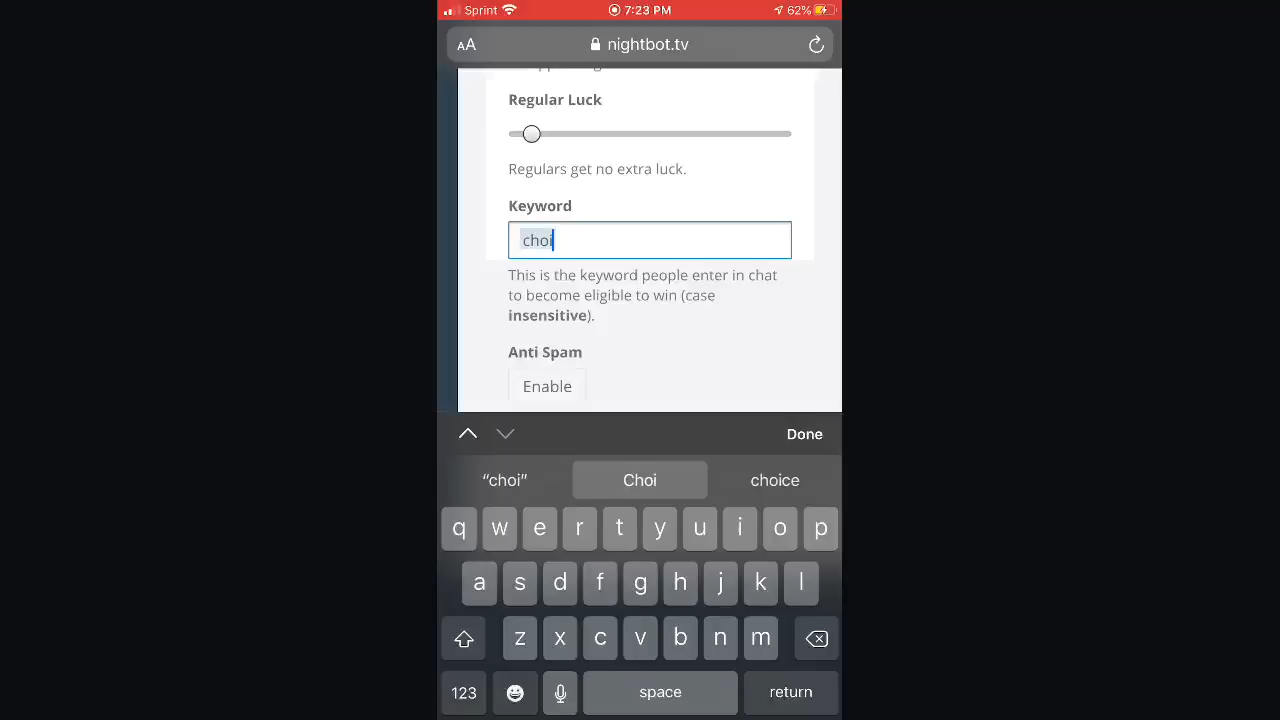 Sprint 7:23 PM 62%
AA nightbot.tv
Regular Luck
Regulars get no extra luck.
Keyword
choi
This is the keyword people enter in chat
to become eligible to win (case
insensitive).
Anti Spam
Enable
Done
“choi” Choi choice
q w e r t y u i o p
a s d f g h j k l
z x c v b n m
123 space return